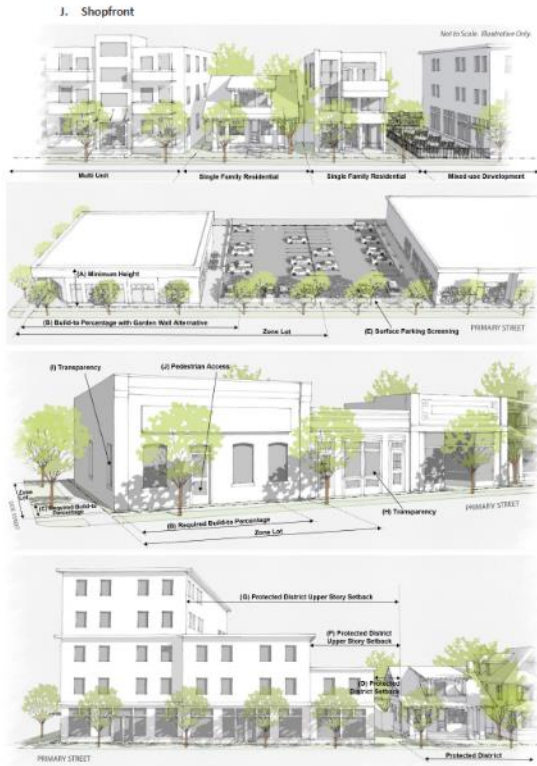 J. Shopfront
Not to Scale. Illustrative Only.
Multi Unit
Single Family Residential
Single Family Residential
Mixed-use Development
(A) Minimum Height
(B) Build-to Percentage with Garden Wall Alternative
Zone Lot
(E) Surface Parking Screening
PRIMARY STREET
(I) Transparency
(J) Pedestrian Access
Zone Lot
SIDE STREET
(C) Required Build-to Percentage
(B) Required Build-to Percentage
Zone Lot
(H) Transparency
PRIMARY STREET
(G) Protected District Upper Story Setback
(F) Protected District
Upper Story Setback
(D) Protected
District Setback
PRIMARY STREET
Protected District